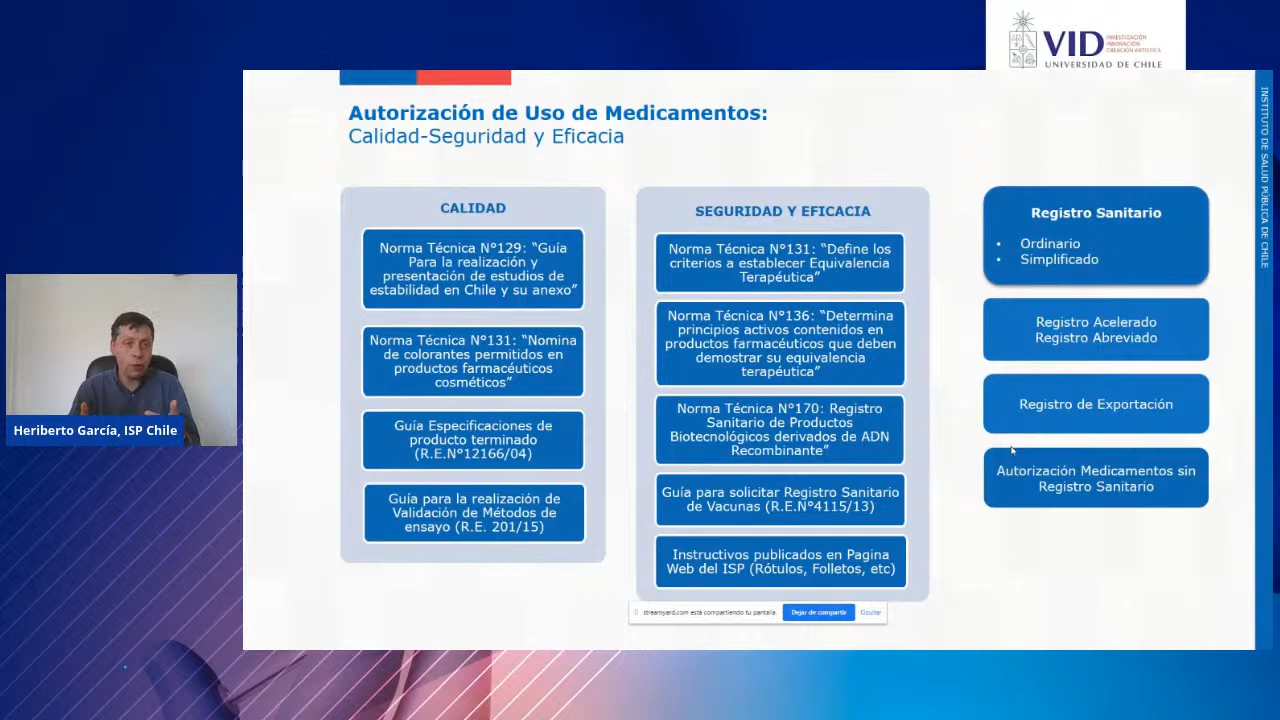 VID
INVESTIGACIÓN
INNOVACIÓN
CREACIÓN ARTÍSTICA
UNIVERSIDAD DE CHILE
Autorización de Uso de Medicamentos:
Calidad-Seguridad y Eficacia
CALIDAD
Norma Técnica N°129: “Guía
Para la realización y
presentación de estudios de
estabilidad en Chile y su anexo”
Norma Técnica N°131: “Nomina
de colorantes permitidos en
productos farmacéuticos
cosméticos”
Guía Especificaciones de
producto terminado
(R.E.N°12166/04)
Guía para la realización de
Validación de Métodos de
ensayo (R.E. 201/15)
SEGURIDAD Y EFICACIA
Norma Técnica N°131: “Define los
criterios a establecer Equivalencia
Terapéutica”
Norma Técnica N°136: “Determina
principios activos contenidos en
productos farmacéuticos que deben
demostrar su equivalencia
terapéutica”
Norma Técnica N°170: Registro
Sanitario de Productos
Biotecnológicos derivados de ADN
Recombinante”
Guía para solicitar Registro Sanitario
de Vacunas (R.E.N°4115/13)
Instructivos publicados en Pagina
Web del ISP (Rótulos, Folletos, etc)
Registro Sanitario
• Ordinario
• Simplificado
Registro Acelerado
Registro Abreviado
Registro de Exportación
Autorización Medicamentos sin
Registro Sanitario
INSTITUTO DE SALUD PÚBLICA DE CHILE
Heriberto García, ISP Chile
streamyard.com está compartiendo tu pantalla.
Dejar de compartir
Ocultar